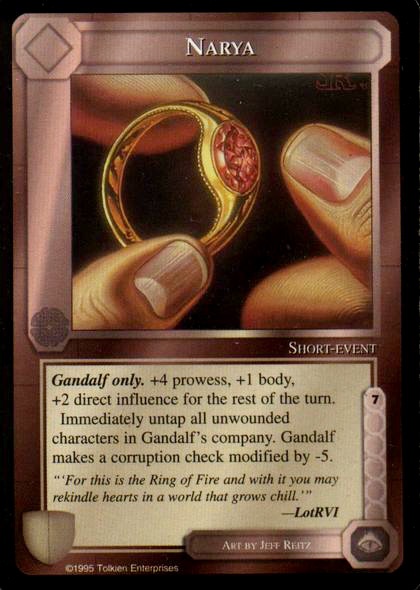 NARYA
SHORT-EVENT
Gandalf only. +4 prowess, +1 body,
+2 direct influence for the rest of the turn.
Immediately untap all unwounded
characters in Gandalf's company. Gandalf
makes a corruption check modified by -5.
"'For this is the Ring of Fire and with it you may
rekindle hearts in a world that grows chill.'"
—LotRVI
7
ART BY JEFF REITZ
©1995 Tolkien Enterprises